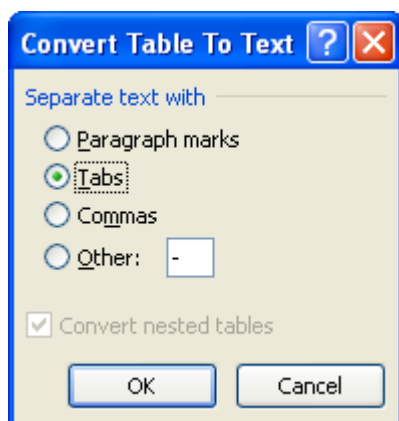 Convert Table To Text ?
Separate text with
Paragraph marks
Tabs
Commas
Other: -
Convert nested tables
OK Cancel